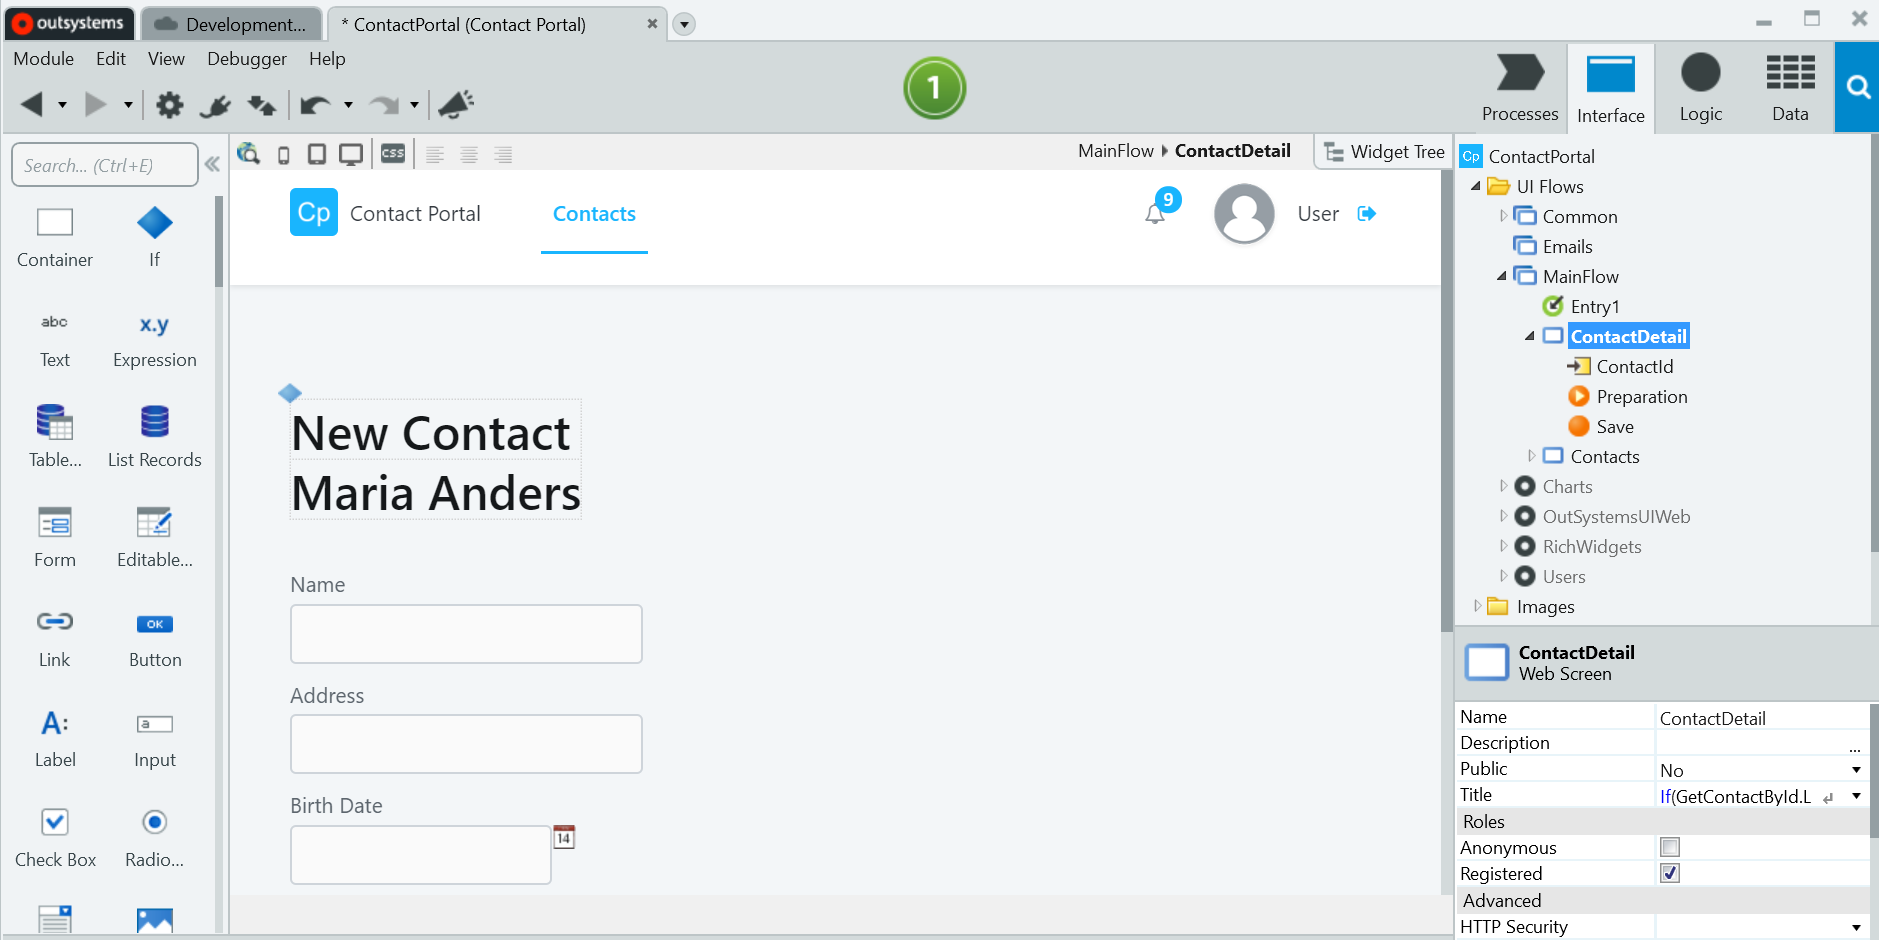 outsystems
Development...
* ContactPortal (Contact Portal)
Module Edit View Debugger Help
1
Processes
Interface
Logic
Data
Search... (Ctrl+E)
CSS
MainFlow ContactDetail
Widget Tree
Container
If
abc
Text
x.y
Expression
Table...
List Records
Form
Editable...
Link
OK
Button
A:
Label
a
Input
Check Box
Radio...
Cp
Contact Portal
Contacts
9
User
New Contact
Maria Anders
Name
Address
Birth Date
14
Cp ContactPortal
UI Flows
Common
Emails
MainFlow
Entry1
ContactDetail
ContactId
Preparation
Save
Contacts
Charts
OutSystemsUIWeb
RichWidgets
Users
Images
ContactDetail
Web Screen
Name ContactDetail
Description ...
Public No
Title If(GetContactById.L
Roles
Anonymous
Registered
Advanced
HTTP Security